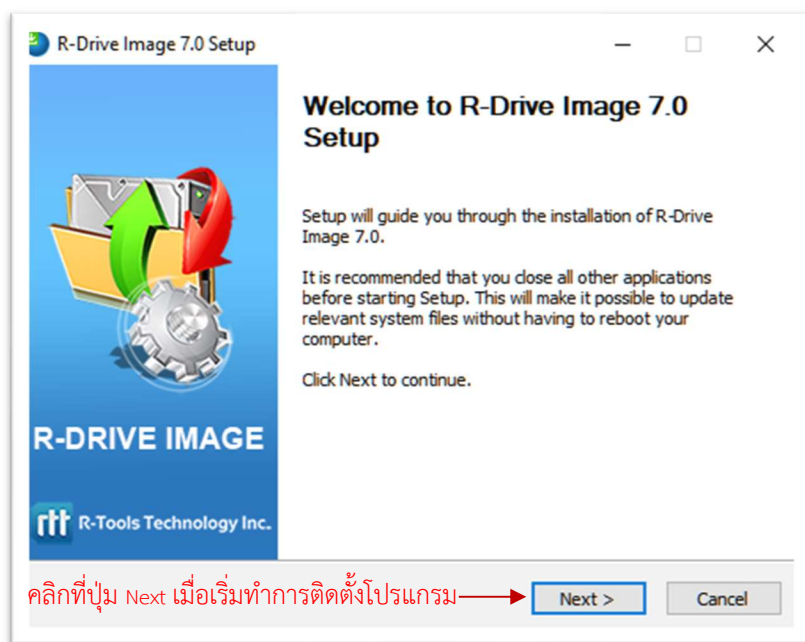 R-Drive Image 7.0 Setup
Welcome to R-Drive Image 7.0
Setup
Setup will guide you through the installation of R-Drive
Image 7.0.
It is recommended that you close all other applications
before starting Setup. This will make it possible to update
relevant system files without having to reboot your
computer.
Click Next to continue.
R-DRIVE IMAGE
rtt R-Tools Technology Inc.
คลิกที่ปุ่ม Next เมื่อเริ่มทำการติดตั้งโปรแกรม
Next >
Cancel